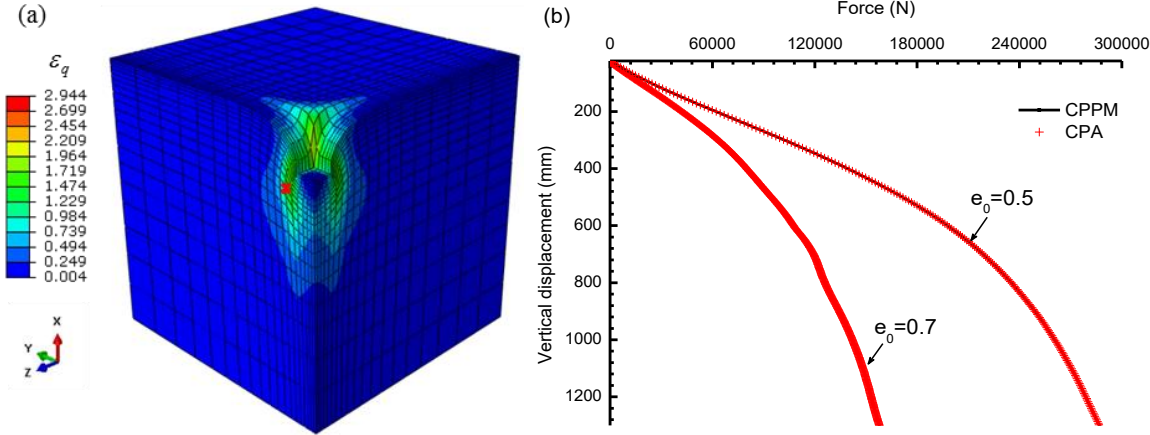 (a)
ε_q
2.944
2.699
2.454
2.209
1.964
1.719
1.474
1.229
0.984
0.739
0.494
0.249
0.004
X
Y
Z
(b)
Force (N)
0 60000 120000 180000 240000 300000
Vertical displacement (mm)
200
400
600
800
1000
1200
CPPM
CPA
e₀=0.5
e₀=0.7